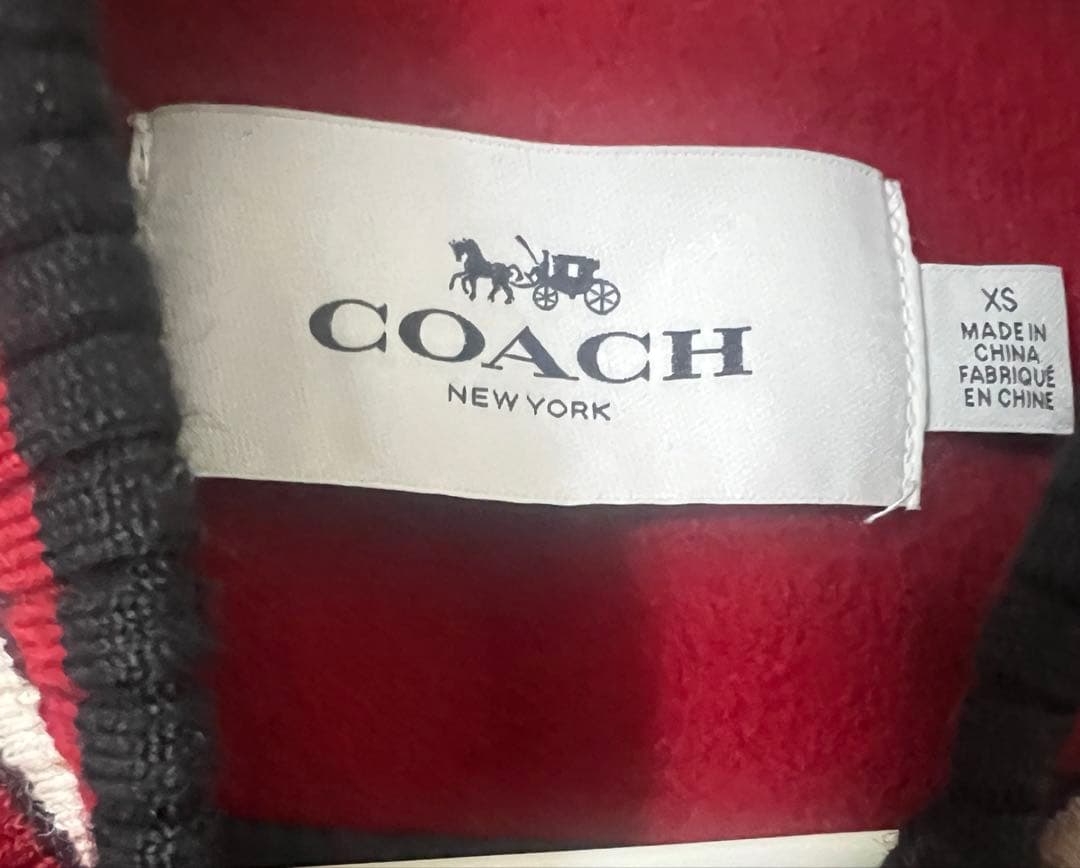 COACH
NEW YORK
XS
MADE IN
CHINA
FABRIQUÉ
EN CHINE